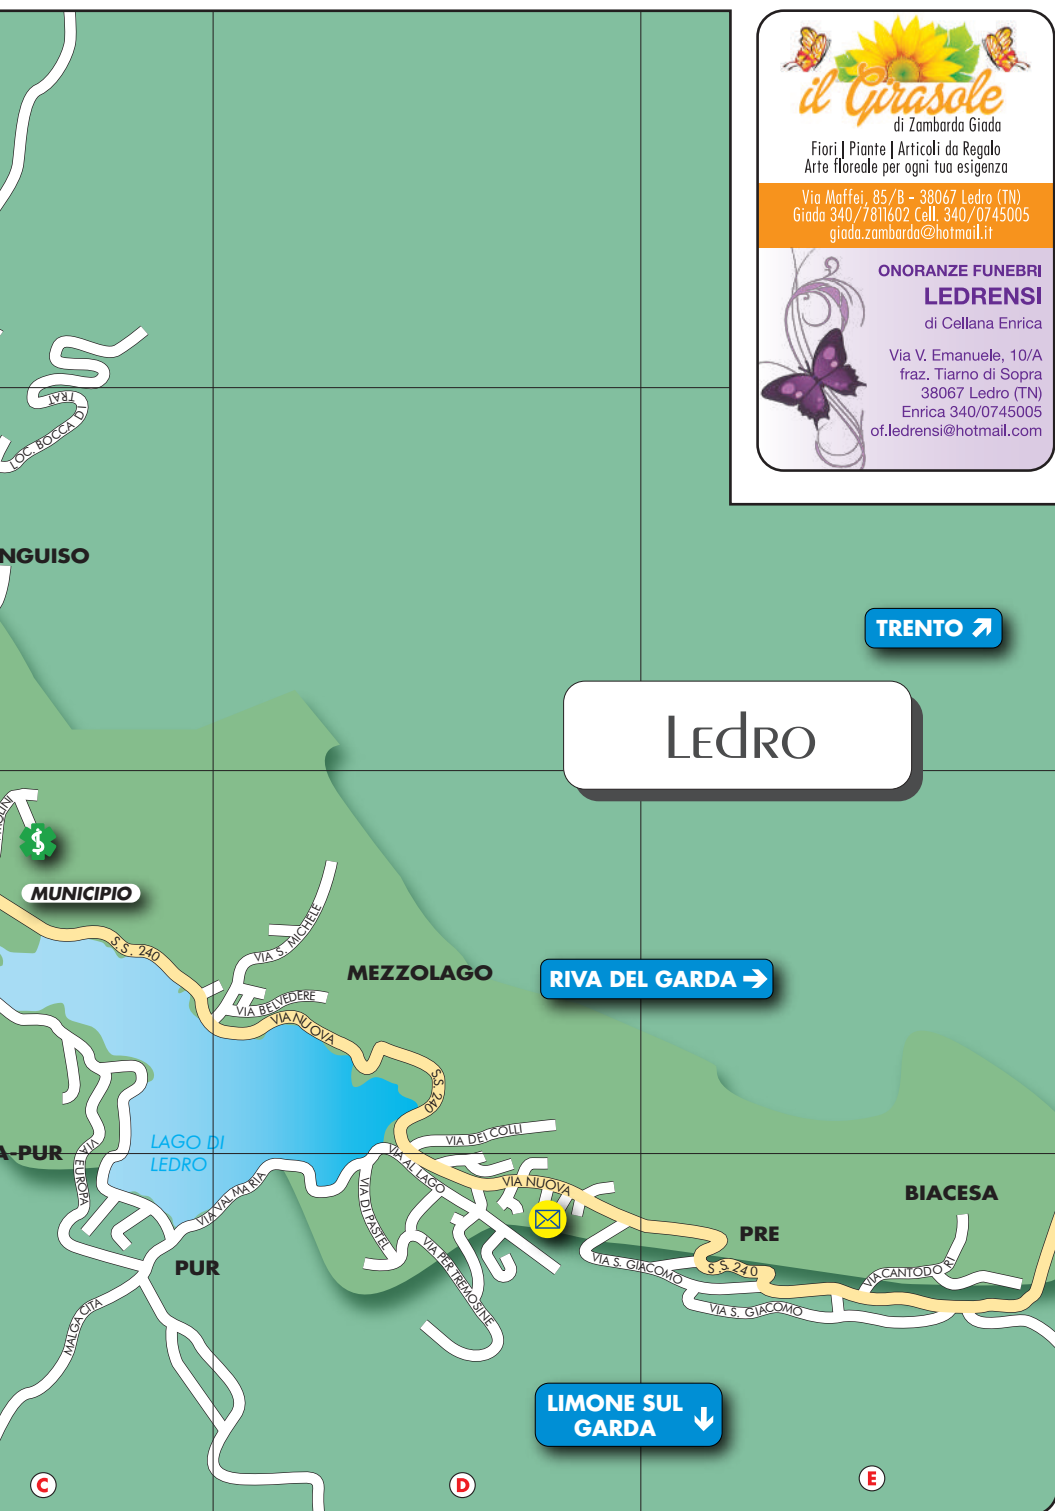 il Girasole
di Zambarda Giada
Fiori | Piante | Articoli da Regalo
Arte floreale per ogni tua esigenza
Via Maffei, 85/B - 38067 Ledro (TN)
Giada 340/7811602 Cell. 340/0745005
giada.zambarda@hotmail.it
ONORANZE FUNEBRI
LEDRENSI
di Cellana Enrica
Via V. Emanuele, 10/A
fraz. Tiarno di Sopra
38067 Ledro (TN)
Enrica 340/0745005
of.ledrensi@hotmail.com
LOC. BOCCA DI
TRAT
NGUISO
TRENTO
LEdRO
MUNICIPIO
S.S. 240
VIA S. MICHELE
VIA BELVEDERE
VIA NUOVA
MEZZOLAGO
RIVA DEL GARDA
S.S. 240
LAGO DI
LEDRO
A-PUR
VIA EUROPA
VIA VAL MARIA
PUR
MALGA CITA
VIA DEI COLLI
VIA AL LAGO
VIA DI PASTEL
VIA NUOVA
VIA PER TREMOSINE
VIA S. GIACOMO
PRE
S.S 240
VIA S. GIACOMO
BIACESA
VIA CANTODO RI
LIMONE SUL
GARDA
C
D
E